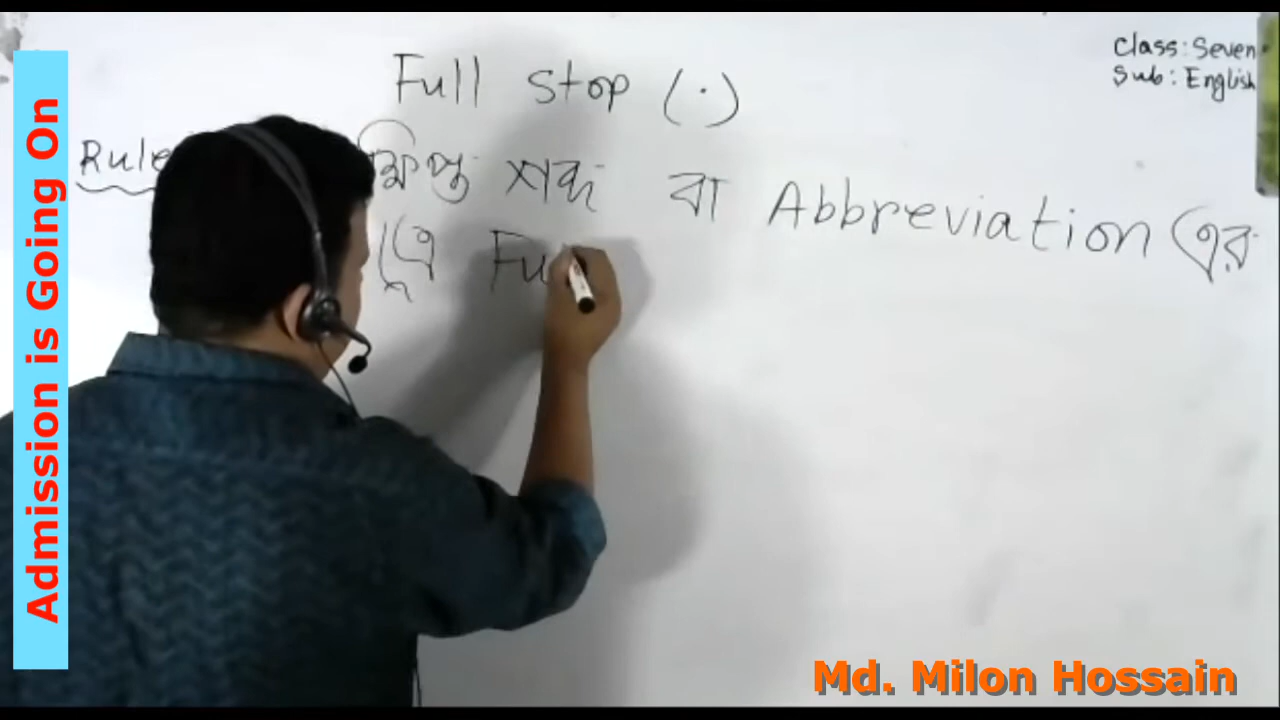 Class: Seven
Sub: English
Full Stop (.)
Rule ক্ষিপ্ত শব্দ বা Abbreviation এর
ত্রে Fu
Admission is Going On
Md. Milon Hossain